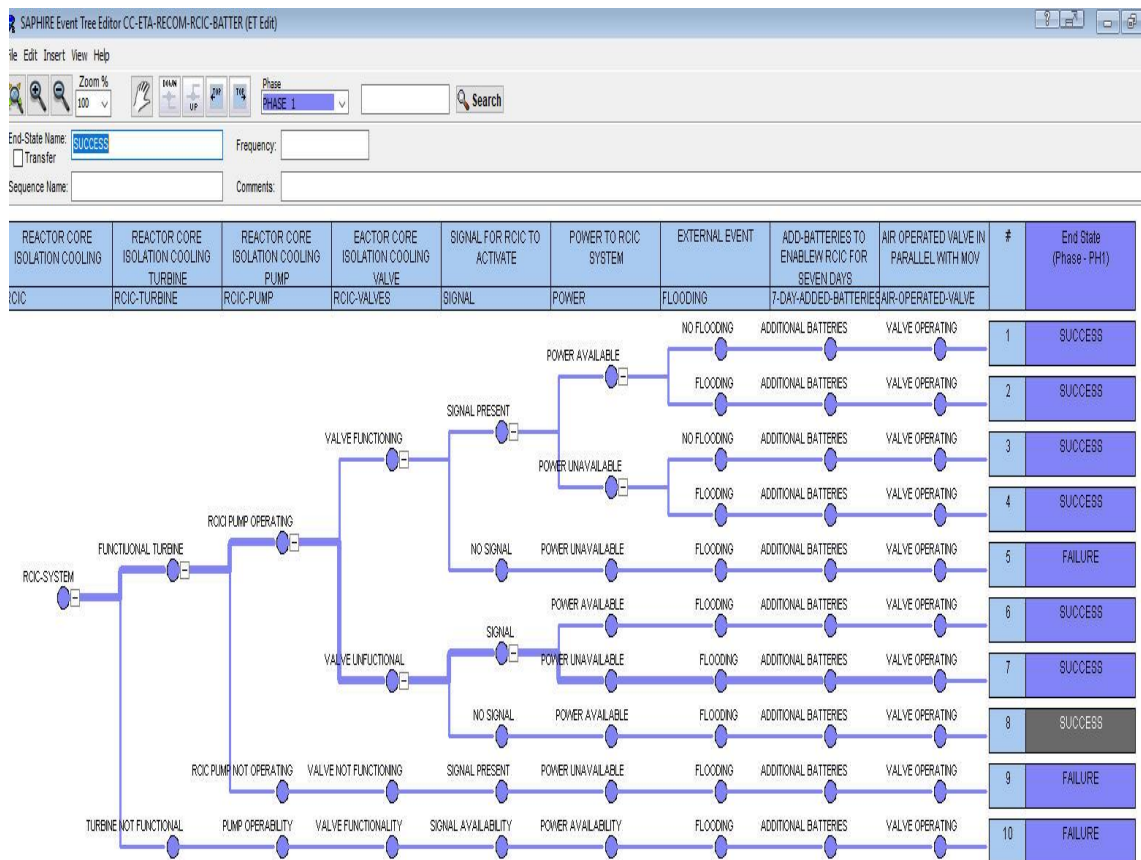 SAPHIRE Event Tree Editor CC-ETA-RECOM-RCIC-BATTER (ET Edit)
ile Edit Insert View Help
Zoom %
100
DOWN
UP
TOP
TOP
Phase
PHASE 1
Search
End-State Name: SUCCESS
Frequency:
Transfer
Sequence Name:
Comments:
REACTOR CORE ISOLATION COOLING
REACTOR CORE ISOLATION COOLING TURBINE
REACTOR CORE ISOLATION COOLING PUMP
EACTOR CORE ISOLATION COOLING VALVE
SIGNAL FOR RCIC TO ACTIVATE
POWER TO RCIC SYSTEM
EXTERNAL EVENT
ADD-BATTERIES TO ENABLEW RCIC FOR SEVEN DAYS
AIR OPERATED VALVE IN PARALLEL WITH MOV
#
End State (Phase - PH1)
RCIC RCIC-TURBINE RCIC-PUMP RCIC-VALVES SIGNAL POWER FLOODING 7-DAY-ADDED-BATTERIES AIR-OPERATED-VALVE
NO FLOODING ADDITIONAL BATTERIES VALVE OPERATING 1 SUCCESS
POWER AVAILABLE
FLOODING ADDITIONAL BATTERIES VALVE OPERATING 2 SUCCESS
SIGNAL PRESENT
VALVE FUNCTIONING
NO FLOODING ADDITIONAL BATTERIES VALVE OPERATING 3 SUCCESS
POWER UNAVAILABLE
FLOODING ADDITIONAL BATTERIES VALVE OPERATING 4 SUCCESS
RCICI PUMP OPERATING
FUNCTIUONAL TURBINE
NO SIGNAL POWER UNAVAILABLE FLOODING ADDITIONAL BATTERIES VALVE OPERATING 5 FAILURE
RCIC-SYSTEM
POWER AVAILABLE FLOODING ADDITIONAL BATTERIES VALVE OPERATING 6 SUCCESS
SIGNAL
VALVE UNFUCTIONAL
POWER UNAVAILABLE FLOODING ADDITIONAL BATTERIES VALVE OPERATING 7 SUCCESS
NO SIGNAL POWER AVAILABLE FLOODING ADDITIONAL BATTERIES VALVE OPERATING 8 SUCCESS
RCIC PUMP NOT OPERATING VALVE NOT FUNCTIONING SIGNAL PRESENT POWER UNAVAILABLE FLOODING ADDITIONAL BATTERIES VALVE OPERATING 9 FAILURE
TURBINE NOT FUNCTIONAL PUMP OPERABILITY VALVE FUNCTIONALITY SIGNAL AVAILABILITY POWER AVAILABILITY FLOODING ADDITIONAL BATTERIES VALVE OPERATING 10 FAILURE